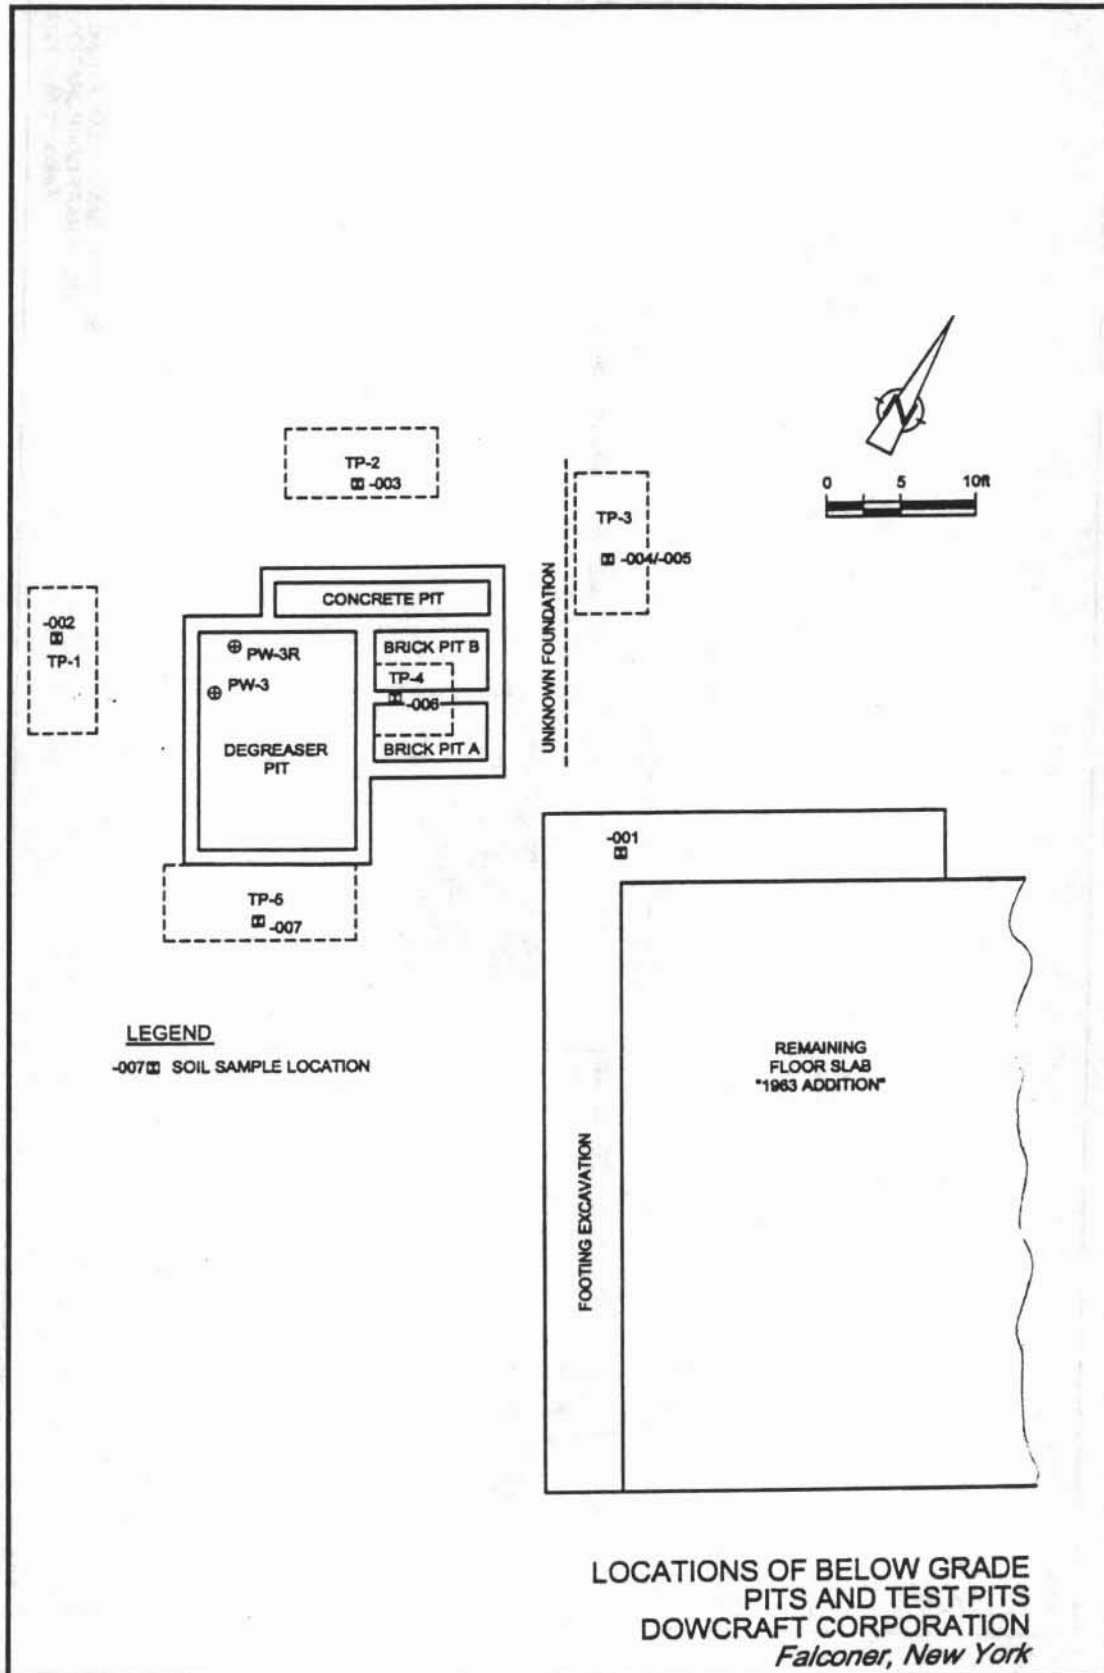 N
0 5 10ft
TP-2
-003
TP-3
-004/-005
UNKNOWN FOUNDATION
CONCRETE PIT
-002
TP-1
PW-3R
PW-3
BRICK PIT B
TP-4
-006
BRICK PIT A
DEGREASER
PIT
-001
TP-5
-007
LEGEND
-007 SOIL SAMPLE LOCATION
REMAINING
FLOOR SLAB
"1963 ADDITION"
FOOTING EXCAVATION
LOCATIONS OF BELOW GRADE
PITS AND TEST PITS
DOWCRAFT CORPORATION
Falconer, New York